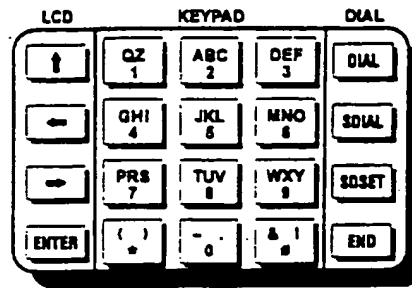 LCD KEYPAD DIAL
↑ QZ ABC DEF DIAL
1 2 3
← GHI JKL MNO SDIAL
4 5 6
→ PRS TUV WXY SDSET
7 8 9
ENTER ( ) - . & ! END
* 0 #